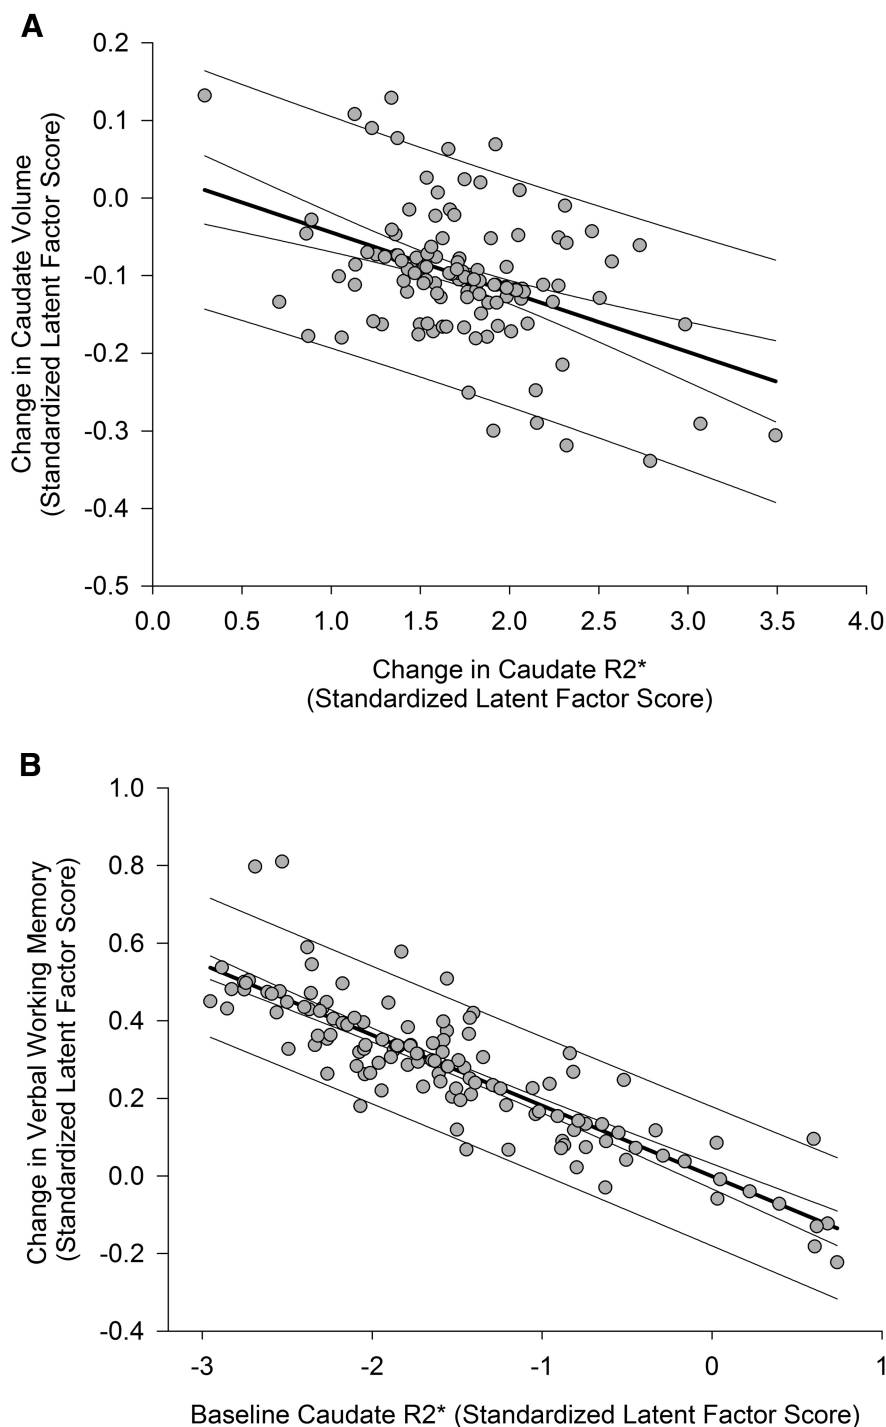 A
0.2
0.1
0.0
-0.1
-0.2
-0.3
-0.4
-0.5
Change in Caudate Volume
(Standardized Latent Factor Score)
0.0 0.5 1.0 1.5 2.0 2.5 3.0 3.5 4.0
Change in Caudate R2*
(Standardized Latent Factor Score)
B
1.0
0.8
0.6
0.4
0.2
0.0
-0.2
-0.4
Change in Verbal Working Memory
(Standardized Latent Factor Score)
-3 -2 -1 0 1
Baseline Caudate R2* (Standardized Latent Factor Score)